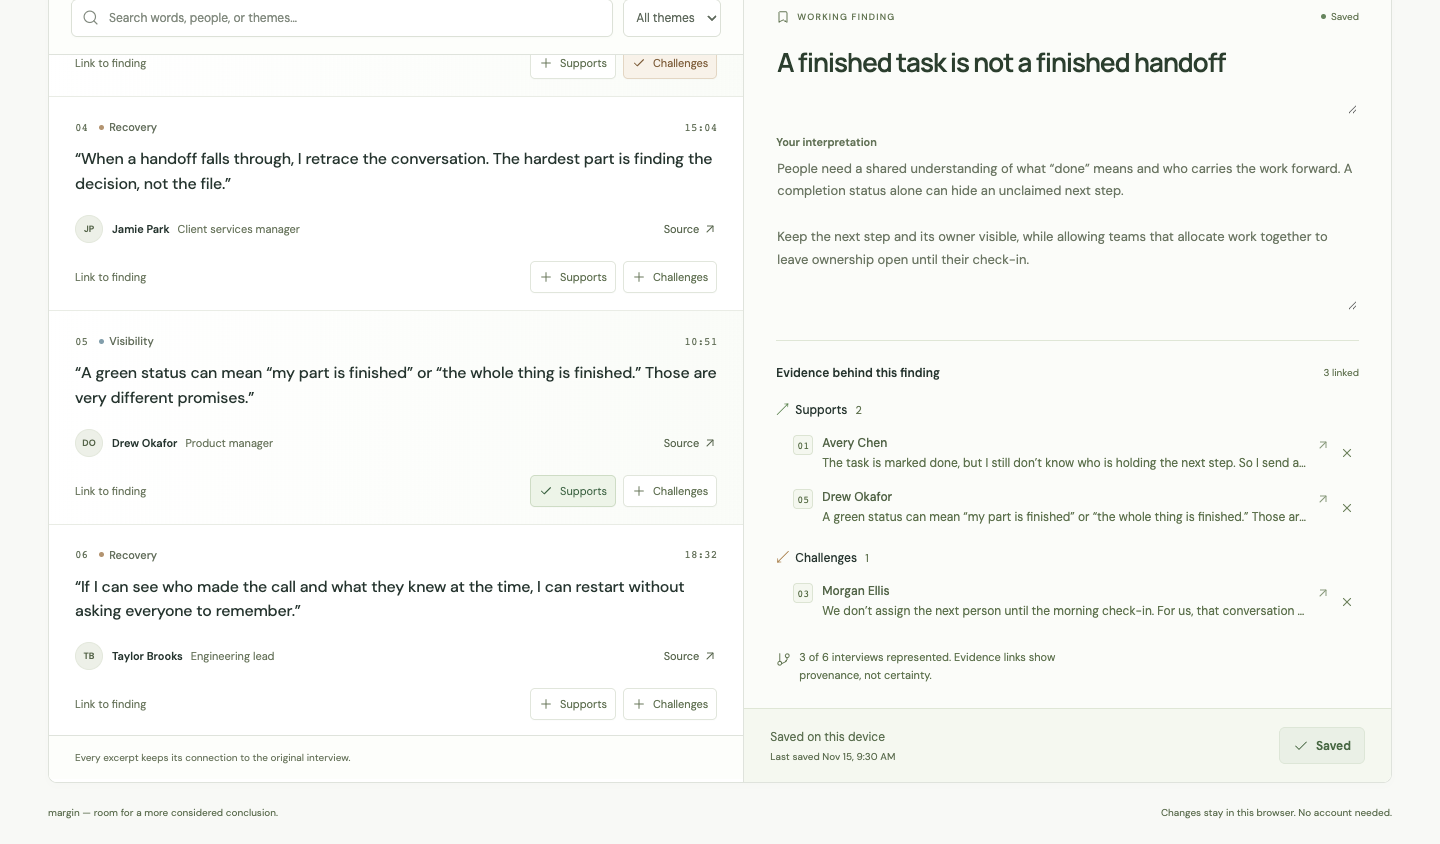 Search words, people, or themes…
All themes
Link to finding
Supports
Challenges
04
Recovery
15:04
“When a handoff falls through, I retrace the conversation. The hardest part is finding the
decision, not the file.”
JP
Jamie Park
Client services manager
Source
Link to finding
Supports
Challenges
05
Visibility
10:51
“A green status can mean “my part is finished” or “the whole thing is finished.” Those are
very different promises.”
DO
Drew Okafor
Product manager
Source
Link to finding
Supports
Challenges
06
Recovery
18:32
“If I can see who made the call and what they knew at the time, I can restart without
asking everyone to remember.”
TB
Taylor Brooks
Engineering lead
Source
Link to finding
Supports
Challenges
Every excerpt keeps its connection to the original interview.
WORKING FINDING
Saved
A finished task is not a finished handoff
Your interpretation
People need a shared understanding of what “done” means and who carries the work forward. A
completion status alone can hide an unclaimed next step.
Keep the next step and its owner visible, while allowing teams that allocate work together to
leave ownership open until their check-in.
Evidence behind this finding
3 linked
Supports 2
01
Avery Chen
The task is marked done, but I still don’t know who is holding the next step. So I send a…
05
Drew Okafor
A green status can mean “my part is finished” or “the whole thing is finished.” Those ar…
Challenges 1
03
Morgan Ellis
We don’t assign the next person until the morning check-in. For us, that conversation …
3 of 6 interviews represented. Evidence links show
provenance, not certainty.
Saved on this device
Last saved Nov 15, 9:30 AM
Saved
margin — room for a more considered conclusion.
Changes stay in this browser. No account needed.